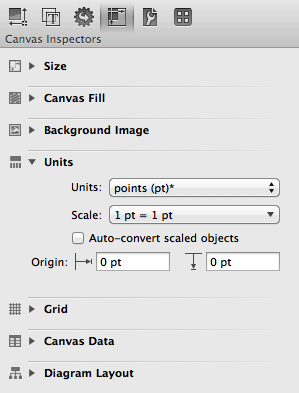 Canvas Inspectors
Size
Canvas Fill
Background Image
Units
Units: points (pt)*
Scale: 1 pt = 1 pt
Auto-convert scaled objects
Origin: 0 pt 0 pt
Grid
Canvas Data
Diagram Layout